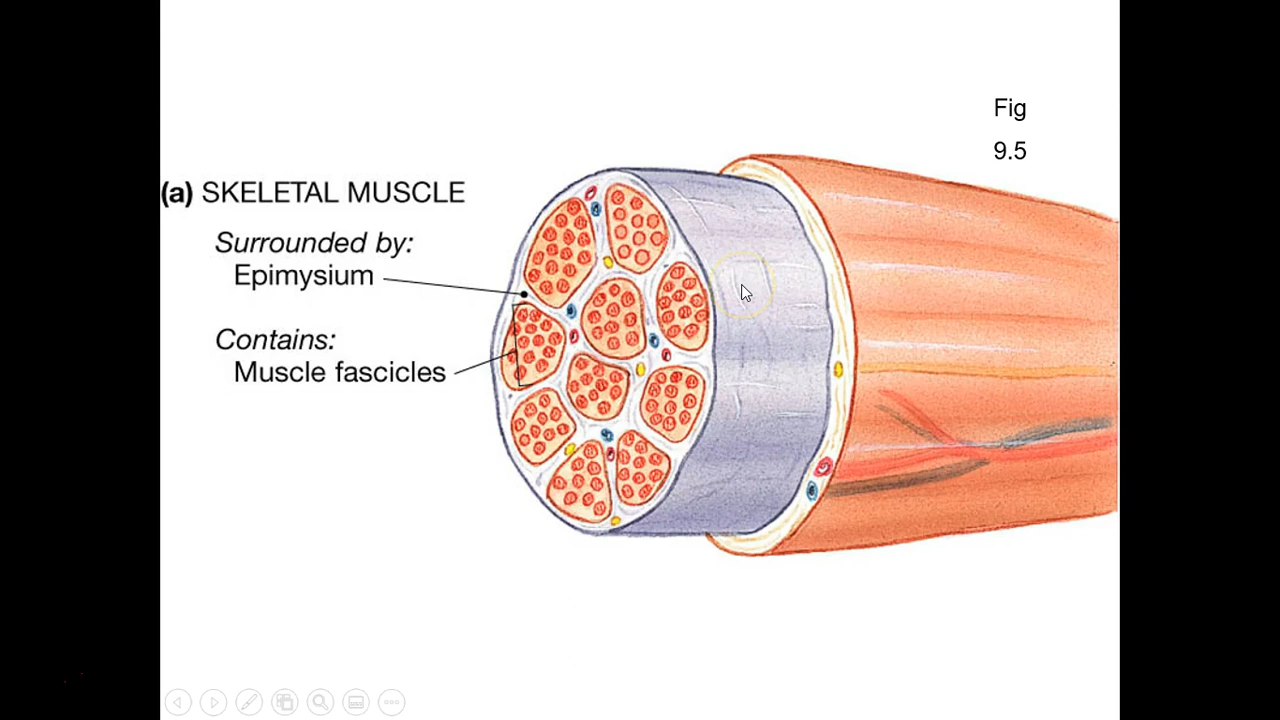 Fig
9.5
(a) SKELETAL MUSCLE
Surrounded by:
Epimysium
Contains:
Muscle fascicles